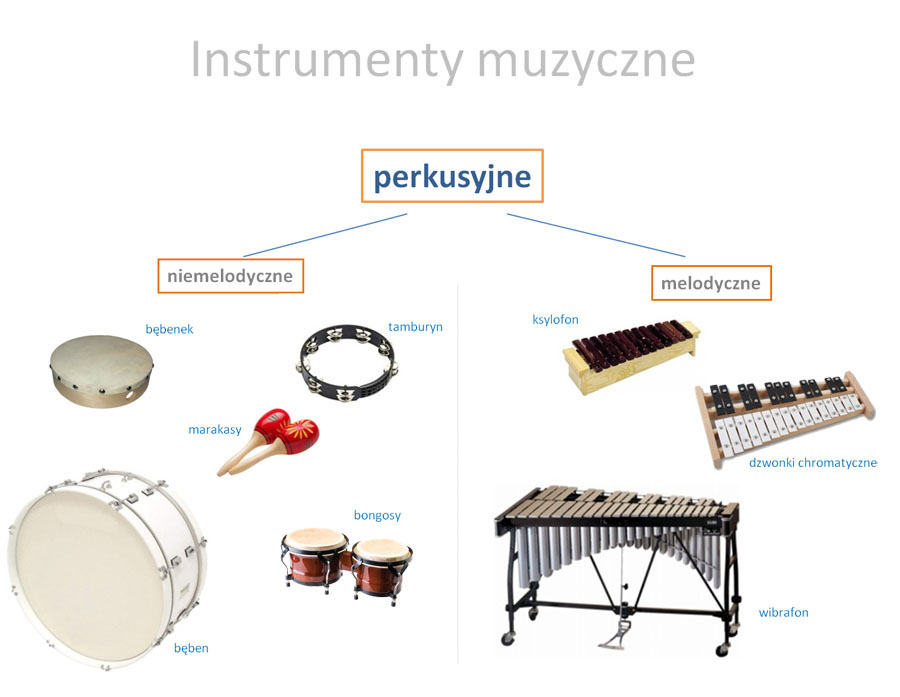 Instrumenty muzyczne
perkusyjne
niemelodyczne
melodyczne
bębenek
tamburyn
marakasy
bongosy
bęben
ksylofon
dzwonki chromatyczne
wibrafon